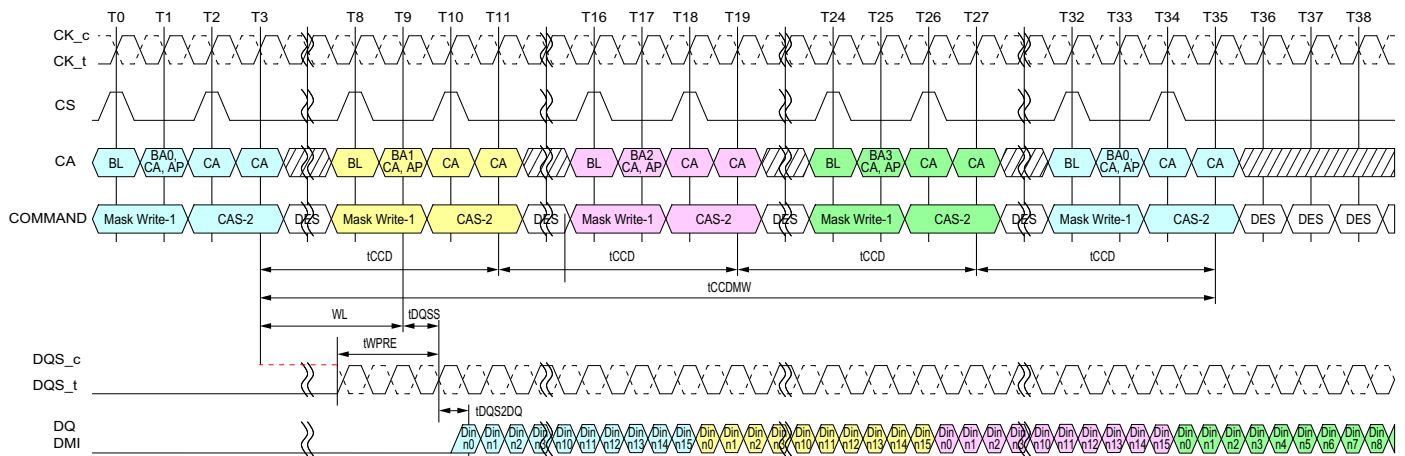 T0 T1 T2 T3 T8 T9 T10 T11 T16 T17 T18 T19 T24 T25 T26 T27 T32 T33 T34 T35 T36 T37 T38
CK_c
CK_t
CS
CA BL BA0, CA, AP CA CA BL BA1 CA, AP CA CA BL BA2 CA, AP CA CA BL BA3 CA, AP CA CA BL BA0, CA, AP CA CA
COMMAND Mask Write-1 CAS-2 DES Mask Write-1 CAS-2 DES Mask Write-1 CAS-2 DES Mask Write-1 CAS-2 DES Mask Write-1 CAS-2 DES DES DES
tCCD tCCD tCCD tCCD
tCCDMW
WL tDQSS
tWPRE
DQS_c
DQS_t
tDQS2DQ
DQ Din Din Din Din Din Din Din Din Din Din Din Din Din Din Din Din Din Din Din Din Din Din Din Din Din Din Din Din Din Din Din Din Din Din Din Din Din Din Din
DMI n0 n1 n2 n3 n10 n11 n12 n13 n14 n15 n0 n1 n2 n3 n10 n11 n12 n13 n14 n15 n0 n1 n2 n3 n10 n11 n12 n13 n14 n15 n0 n1 n2 n3 n4 n5 n6 n7 n8